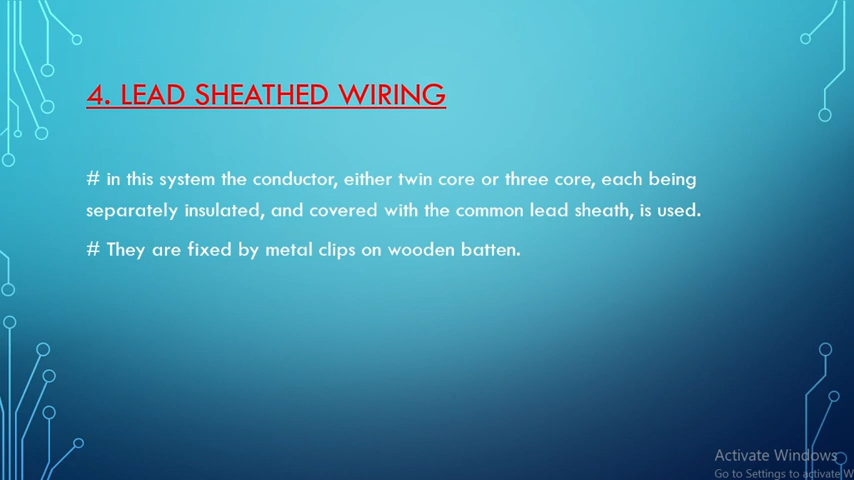 4. LEAD SHEATHED WIRING
# in this system the conductor, either twin core or three core, each being
separately insulated, and covered with the common lead sheath, is used.
# They are fixed by metal clips on wooden batten.
Activate Windows
Go to Settings to activate W